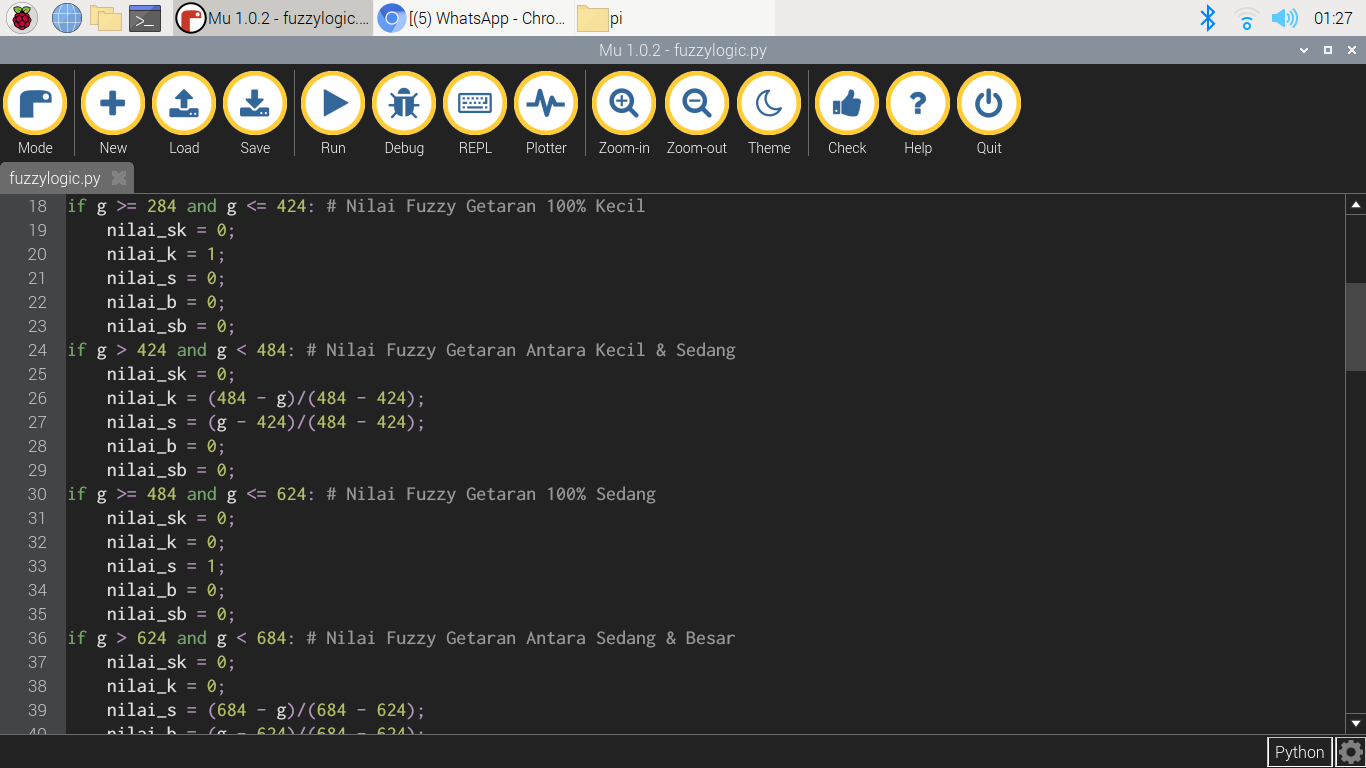 Mu 1.0.2 - fuzzylogic.... [(5) WhatsApp - Chro... pi 01:27
Mu 1.0.2 - fuzzylogic.py
Mode New Load Save Run Debug REPL Plotter Zoom-in Zoom-out Theme Check Help Quit
fuzzylogic.py
18 if g >= 284 and g <= 424: # Nilai Fuzzy Getaran 100% Kecil
19 nilai_sk = 0;
20 nilai_k = 1;
21 nilai_s = 0;
22 nilai_b = 0;
23 nilai_sb = 0;
24 if g > 424 and g < 484: # Nilai Fuzzy Getaran Antara Kecil & Sedang
25 nilai_sk = 0;
26 nilai_k = (484 - g)/(484 - 424);
27 nilai_s = (g - 424)/(484 - 424);
28 nilai_b = 0;
29 nilai_sb = 0;
30 if g >= 484 and g <= 624: # Nilai Fuzzy Getaran 100% Sedang
31 nilai_sk = 0;
32 nilai_k = 0;
33 nilai_s = 1;
34 nilai_b = 0;
35 nilai_sb = 0;
36 if g > 624 and g < 684: # Nilai Fuzzy Getaran Antara Sedang & Besar
37 nilai_sk = 0;
38 nilai_k = 0;
39 nilai_s = (684 - g)/(684 - 624);
40 nilai_b = (g - 624)/(684 - 624);
Python